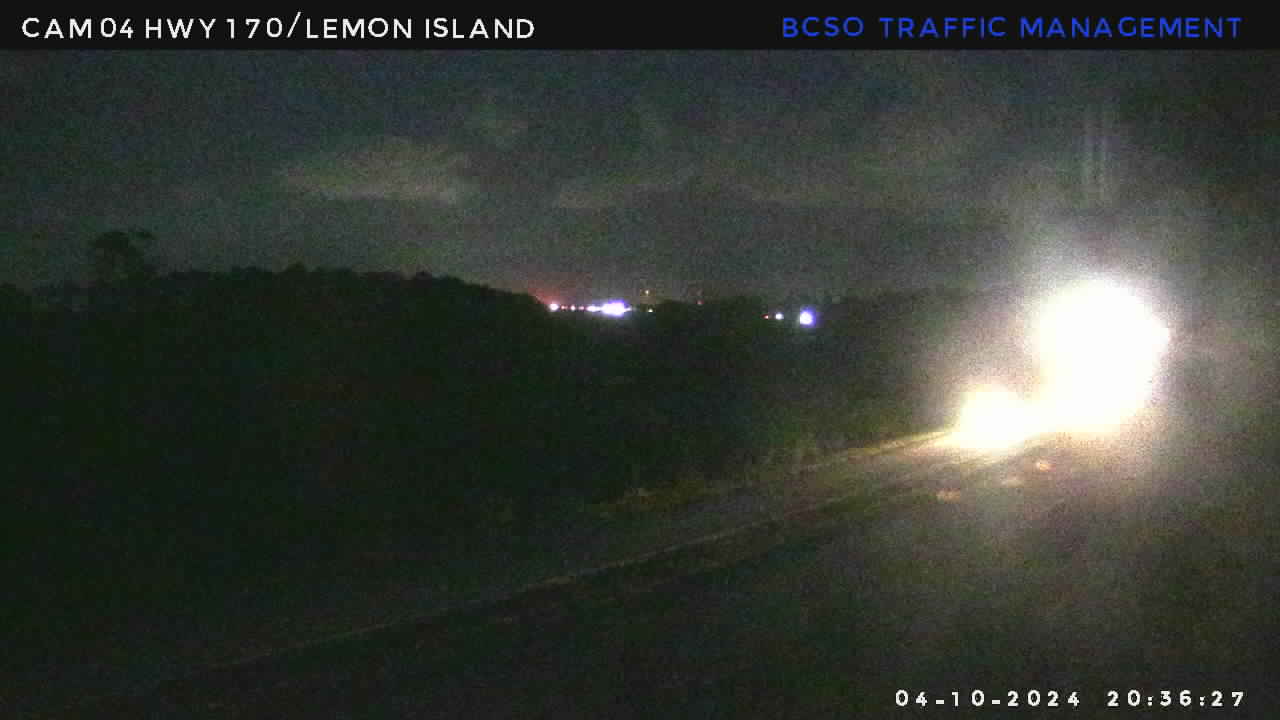 CAM04 HWY 170/LEMON ISLAND
BCSO TRAFFIC MANAGEMENT
04-10-2024 20:36:27